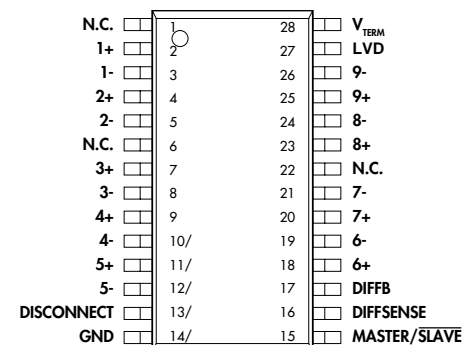 N.C. 1 28 V_TERM
1+ 2 27 LVD
1- 3 26 9-
2+ 4 25 9+
2- 5 24 8-
N.C. 6 23 8+
3+ 7 22 N.C.
3- 8 21 7-
4+ 9 20 7+
4- 10/ 19 6-
5+ 11/ 18 6+
5- 12/ 17 DIFFB
DISCONNECT 13/ 16 DIFFSENSE
GND 14/ 15 MASTER/S̅L̅A̅V̅E̅